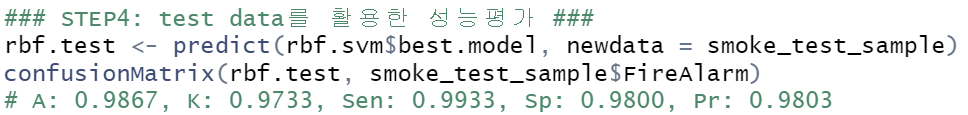 ### STEP4: test data를 활용한 성능평가 ###
rbf.test <- predict(rbf.svm$best.model, newdata = smoke_test_sample)
confusionMatrix(rbf.test, smoke_test_sample$FireAlarm)
# A: 0.9867, K: 0.9733, Sen: 0.9933, Sp: 0.9800, Pr: 0.9803